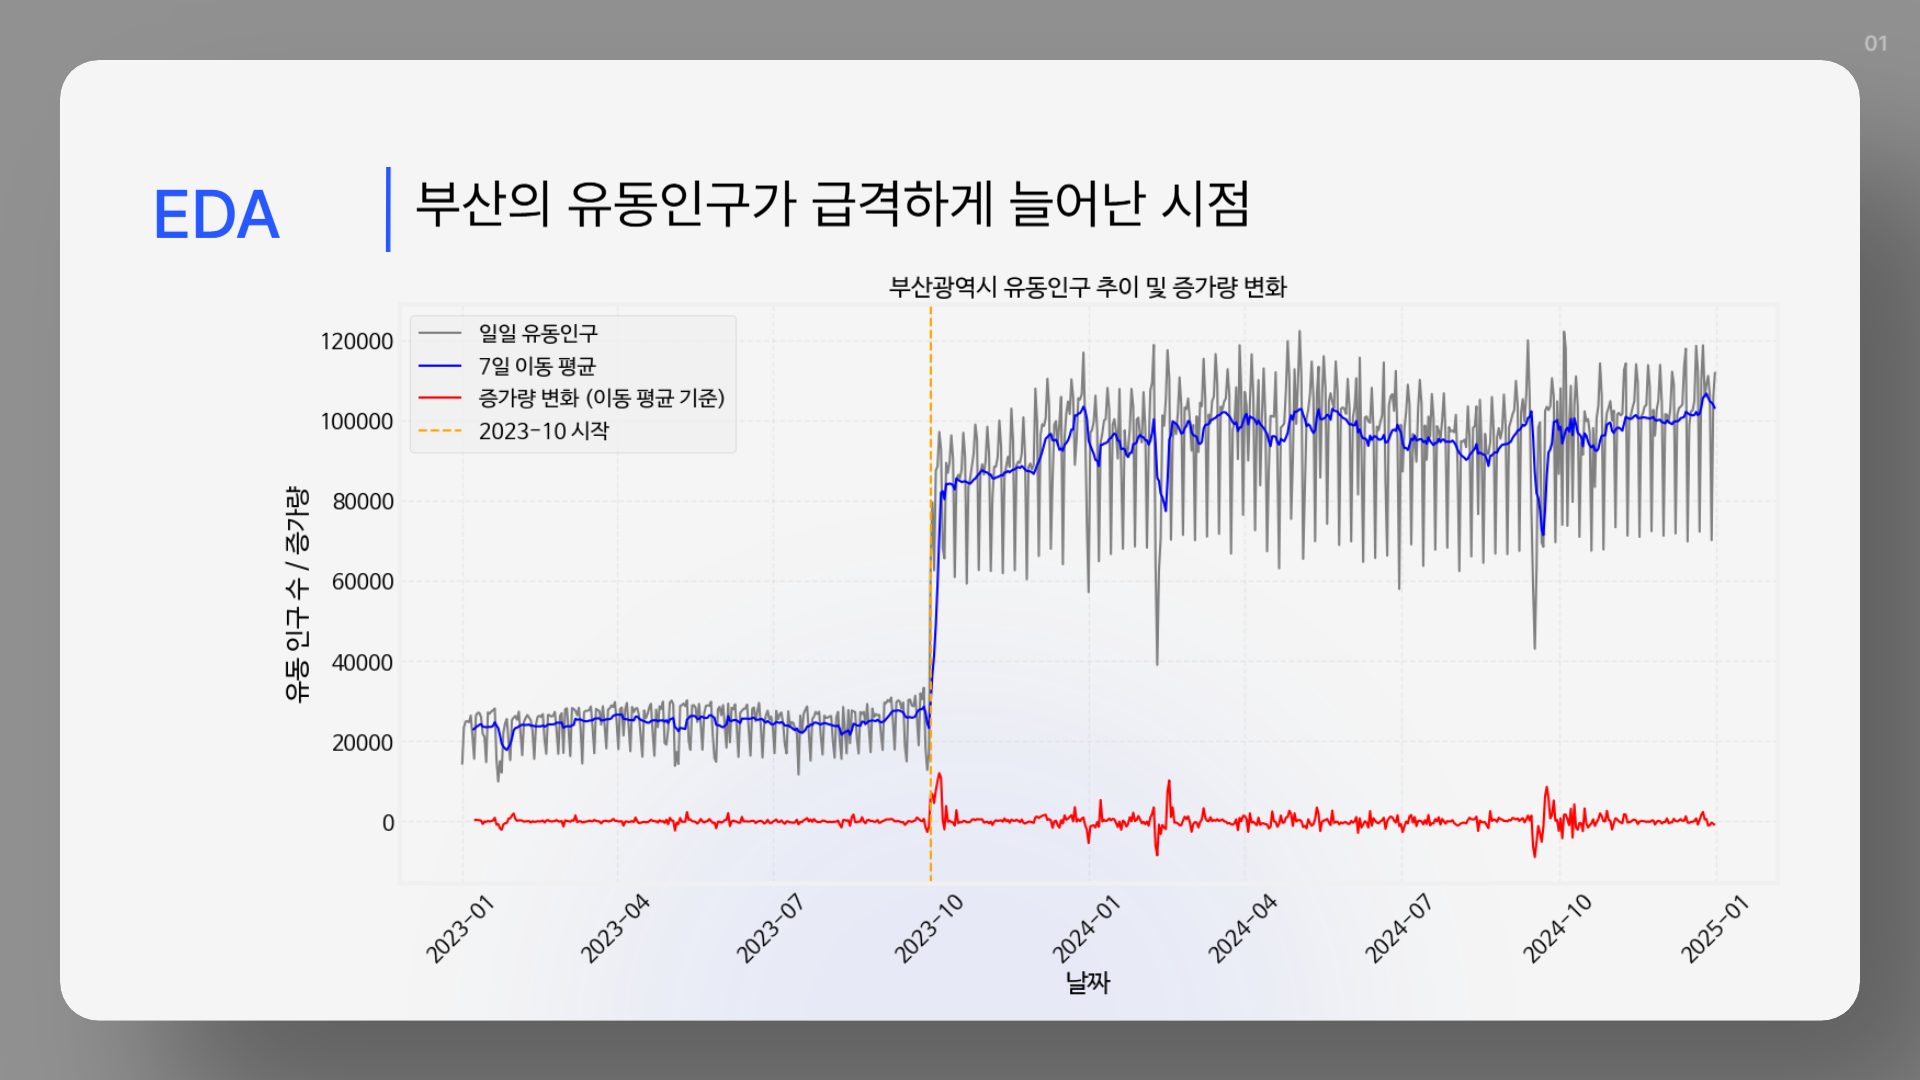 01
EDA
부산의 유동인구가 급격하게 늘어난 시점
부산광역시 유동인구 추이 및 증가량 변화
일일 유동인구
7일 이동 평균
증가량 변화 (이동 평균 기준)
2023-10 시작
유동 인구 수 / 증가량
120000
100000
80000
60000
40000
20000
0
2023-01
2023-04
2023-07
2023-10
2024-01
2024-04
2024-07
2024-10
2025-01
날짜